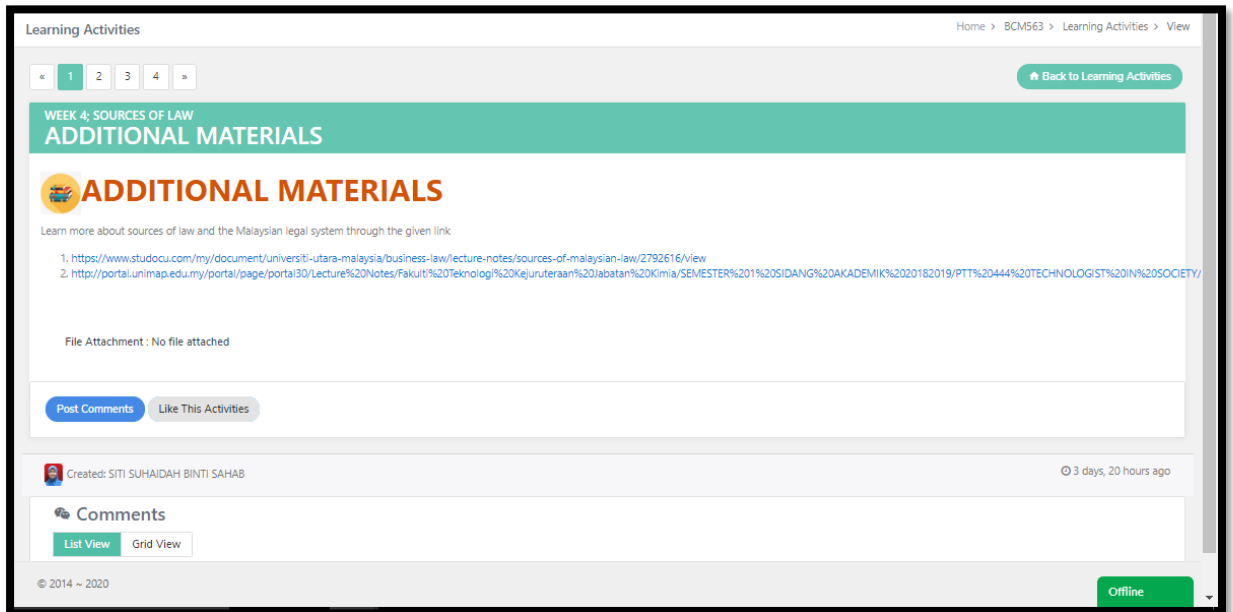 Learning Activities
Home > BCM563 > Learning Activities > View
« 1 2 3 4 »
Back to Learning Activities
WEEK 4; SOURCES OF LAW
ADDITIONAL MATERIALS
ADDITIONAL MATERIALS
Learn more about sources of law and the Malaysian legal system through the given link
1. https://www.studocu.com/my/document/universiti-utara-malaysia/business-law/lecture-notes/sources-of-malaysian-law/2792616/view
2. http://portal.unimap.edu.my/portal/page/portal30/Lecture%20Notes/Fakulti%20Teknologi%20Kejuruteraan%20Jabatan%20Kimia/SEMESTER%201%20SIDANG%20AKADEMIK%2020182019/PTT%20444%20TECHNOLOGIST%20IN%20SOCIETY/
File Attachment : No file attached
Post Comments
Like This Activities
Created: SITI SUHAIDAH BINTI SAHAB
3 days, 20 hours ago
Comments
List View
Grid View
© 2014 ~ 2020
Offline